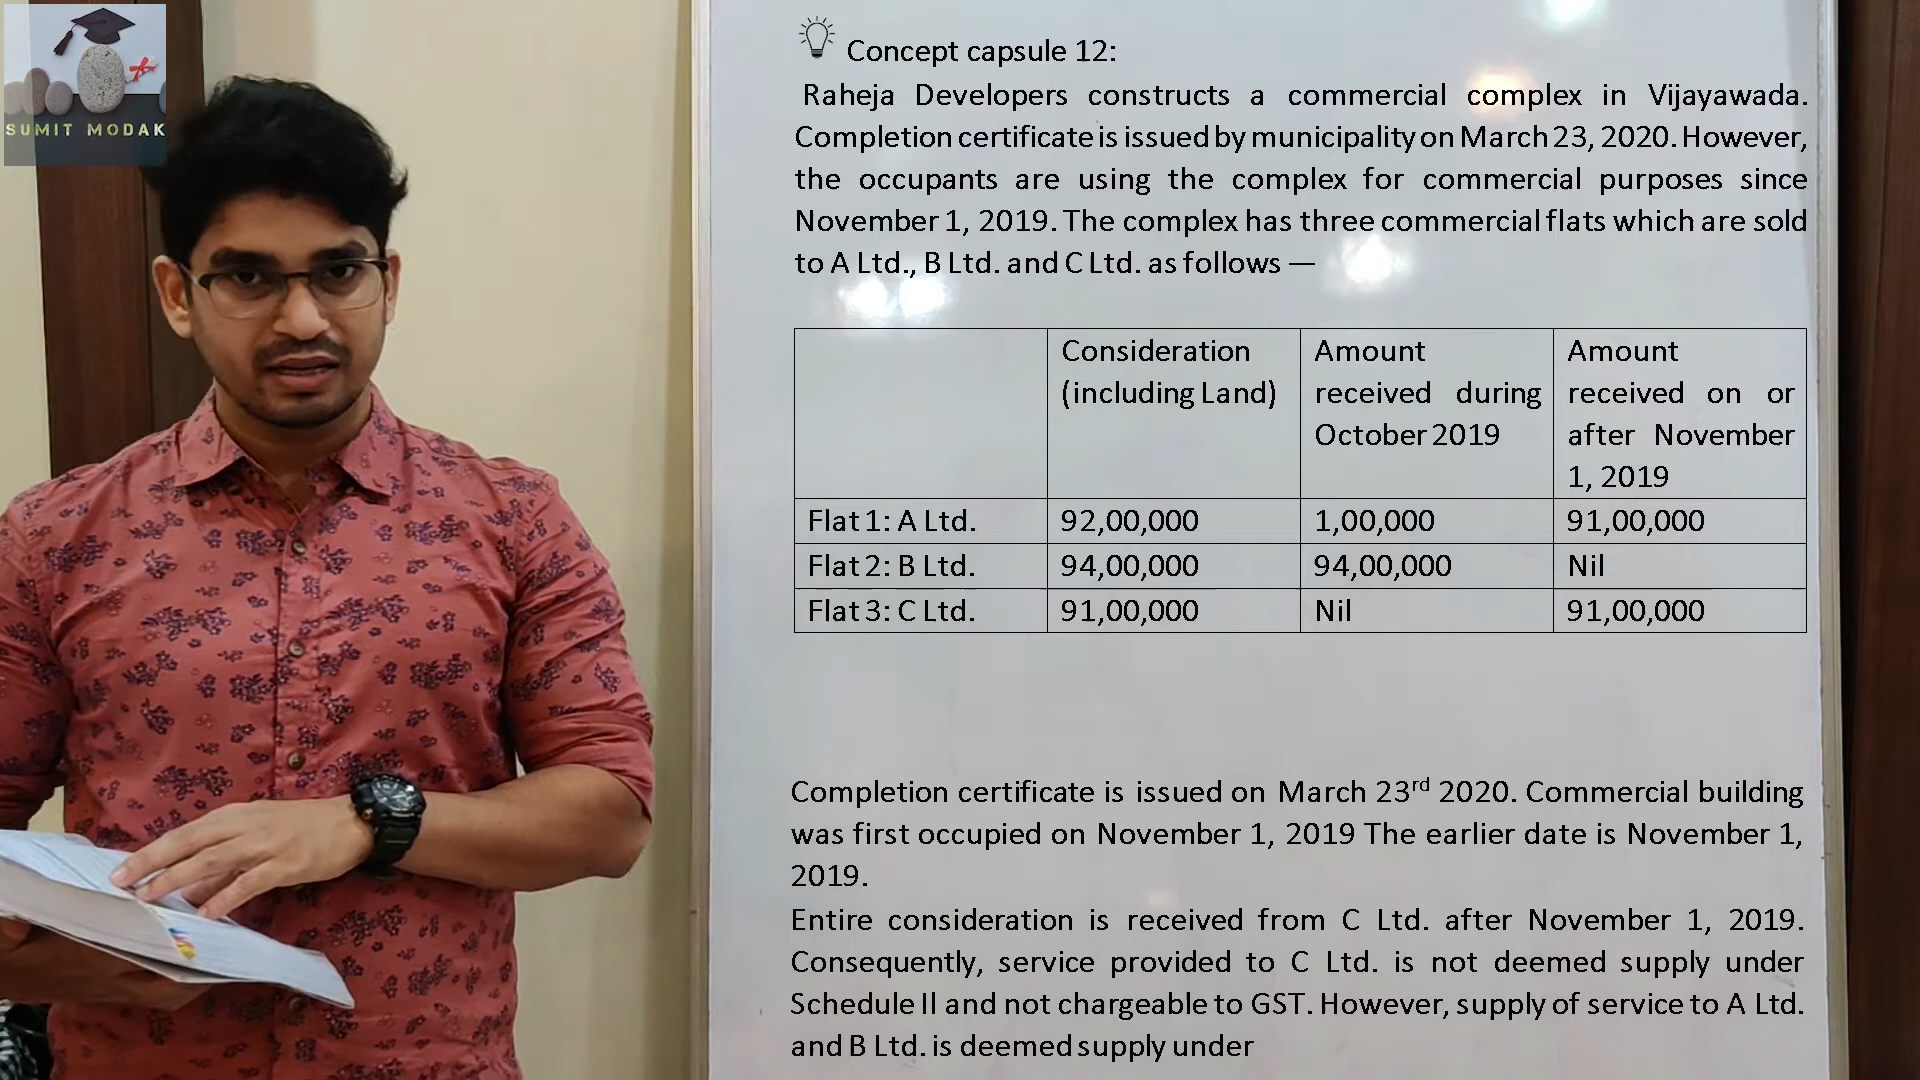 SUMIT MODAK
Concept capsule 12:
Raheja Developers constructs a commercial complex in Vijayawada.
Completion certificate is issued by municipality on March 23, 2020. However,
the occupants are using the complex for commercial purposes since
November 1, 2019. The complex has three commercial flats which are sold
to A Ltd., B Ltd. and C Ltd. as follows —
Consideration (including Land)
Amount received during October 2019
Amount received on or after November 1, 2019
Flat 1: A Ltd. 92,00,000 1,00,000 91,00,000
Flat 2: B Ltd. 94,00,000 94,00,000 Nil
Flat 3: C Ltd. 91,00,000 Nil 91,00,000
Completion certificate is issued on March 23rd 2020. Commercial building
was first occupied on November 1, 2019 The earlier date is November 1,
2019.
Entire consideration is received from C Ltd. after November 1, 2019.
Consequently, service provided to C Ltd. is not deemed supply under
Schedule II and not chargeable to GST. However, supply of service to A Ltd.
and B Ltd. is deemed supply under